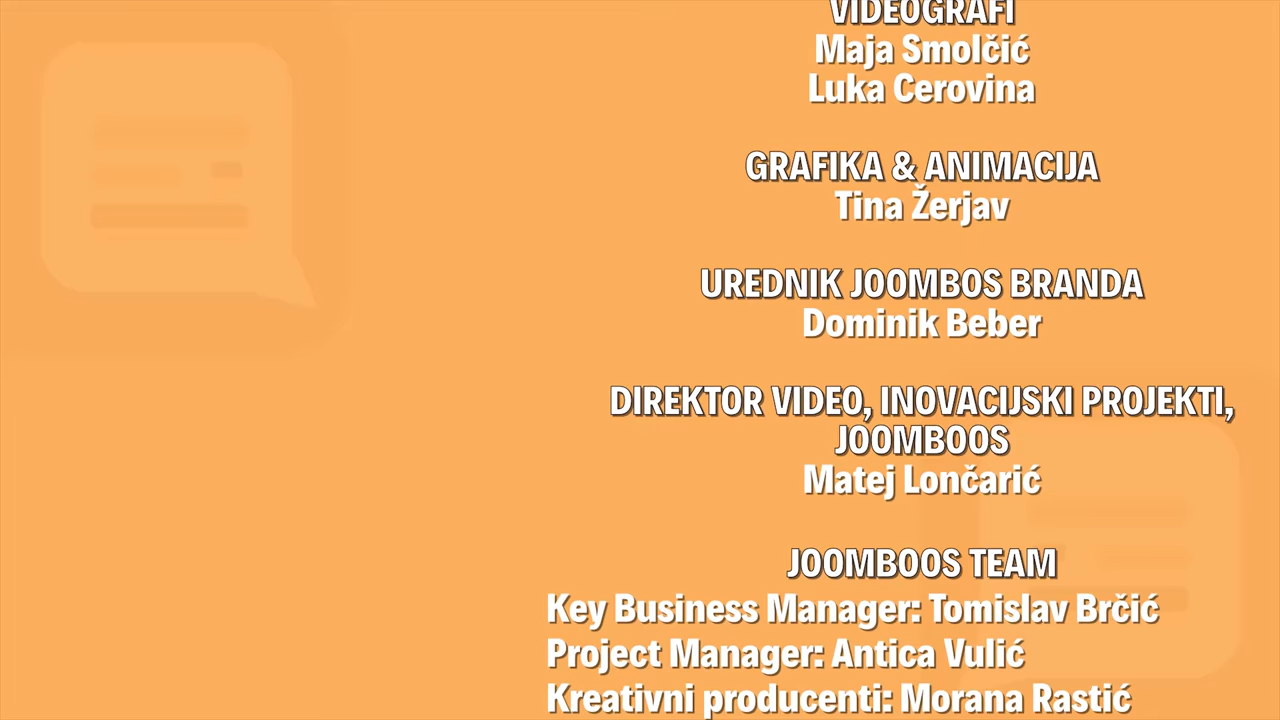 VIDEOGRAFI
Maja Smolčić
Luka Cerovina
GRAFIKA & ANIMACIJA
Tina Žerjav
UREDNIK JOOMBOS BRANDA
Dominik Beber
DIREKTOR VIDEO, INOVACIJSKI PROJEKTI,
JOOMBOOS
Matej Lončarić
JOOMBOOS TEAM
Key Business Manager: Tomislav Brčić
Project Manager: Antica Vulić
Kreativni producenti: Morana Rastić